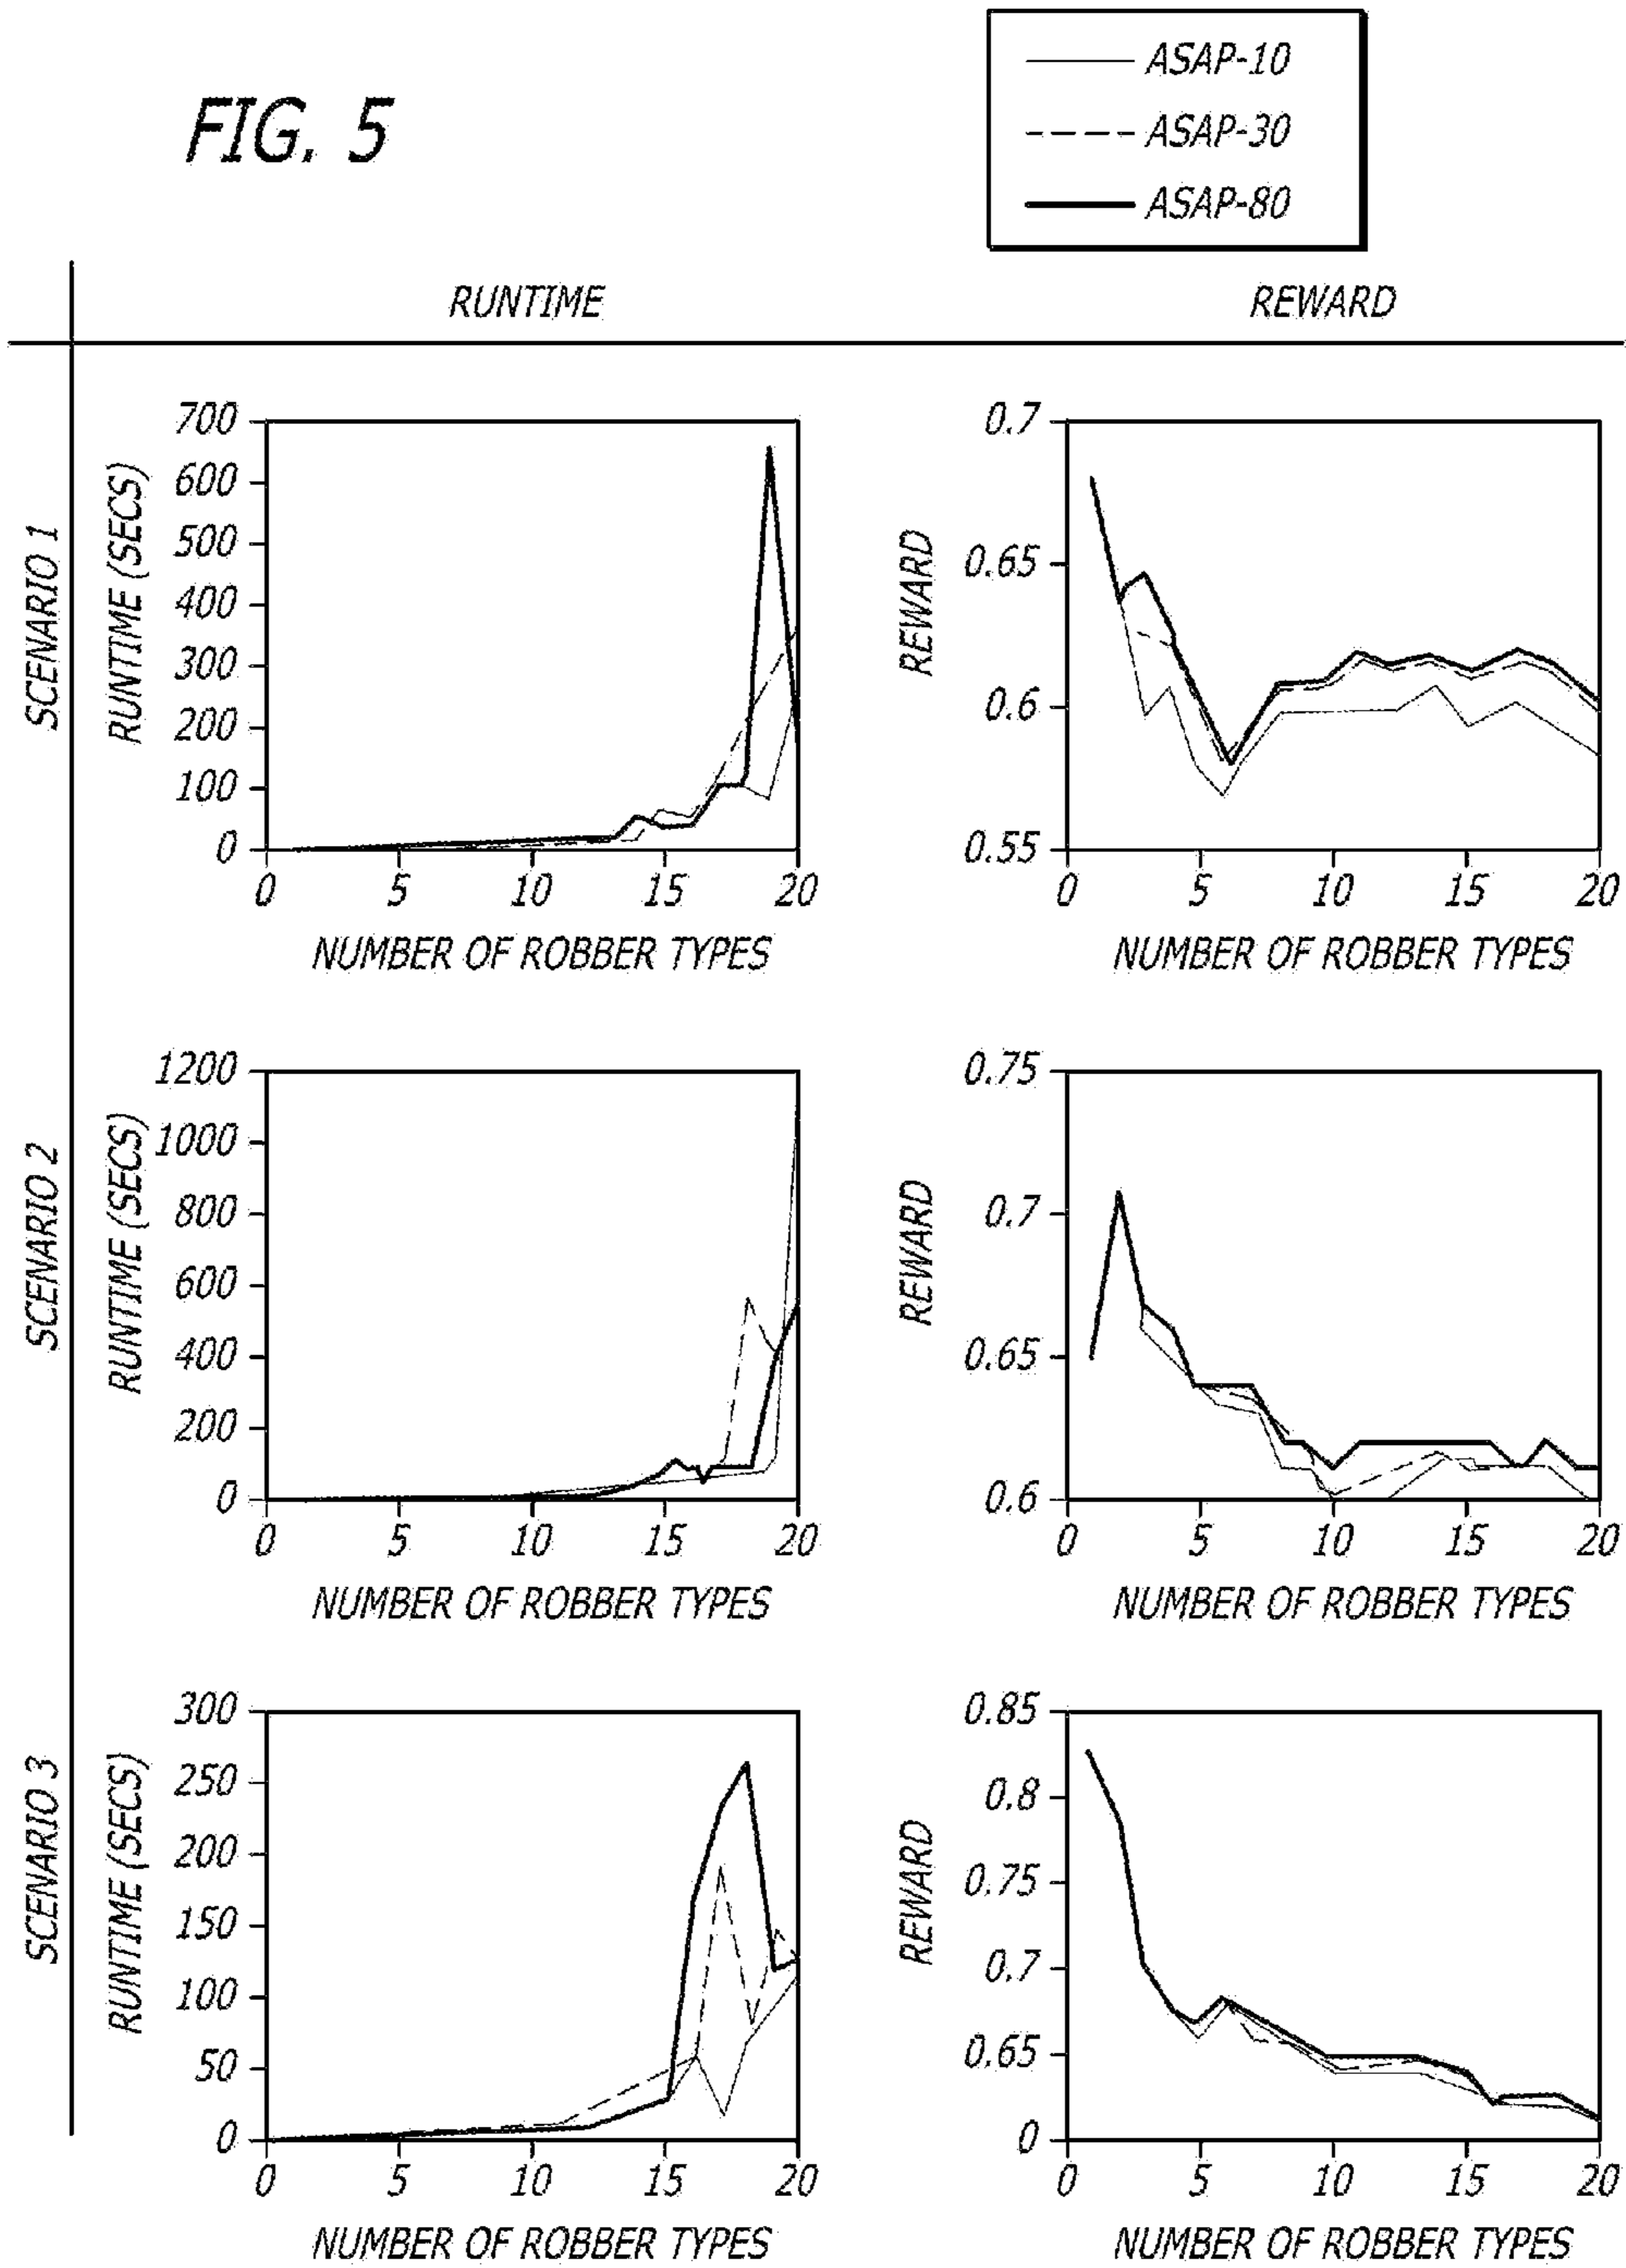 FIG. 5
ASAP-10
ASAP-30
ASAP-80
RUNTIME
REWARD
SCENARIO 1
RUNTIME (SECS)
700
600
500
400
300
200
100
0
0 5 10 15 20
NUMBER OF ROBBER TYPES
REWARD
0.7
0.65
0.6
0.55
0 5 10 15 20
NUMBER OF ROBBER TYPES
SCENARIO 2
RUNTIME (SECS)
1200
1000
800
600
400
200
0
0 5 10 15 20
NUMBER OF ROBBER TYPES
REWARD
0.75
0.7
0.65
0.6
0 5 10 15 20
NUMBER OF ROBBER TYPES
SCENARIO 3
RUNTIME (SECS)
300
250
200
150
100
50
0
0 5 10 15 20
NUMBER OF ROBBER TYPES
REWARD
0.85
0.8
0.75
0.7
0.65
0
0 5 10 15 20
NUMBER OF ROBBER TYPES